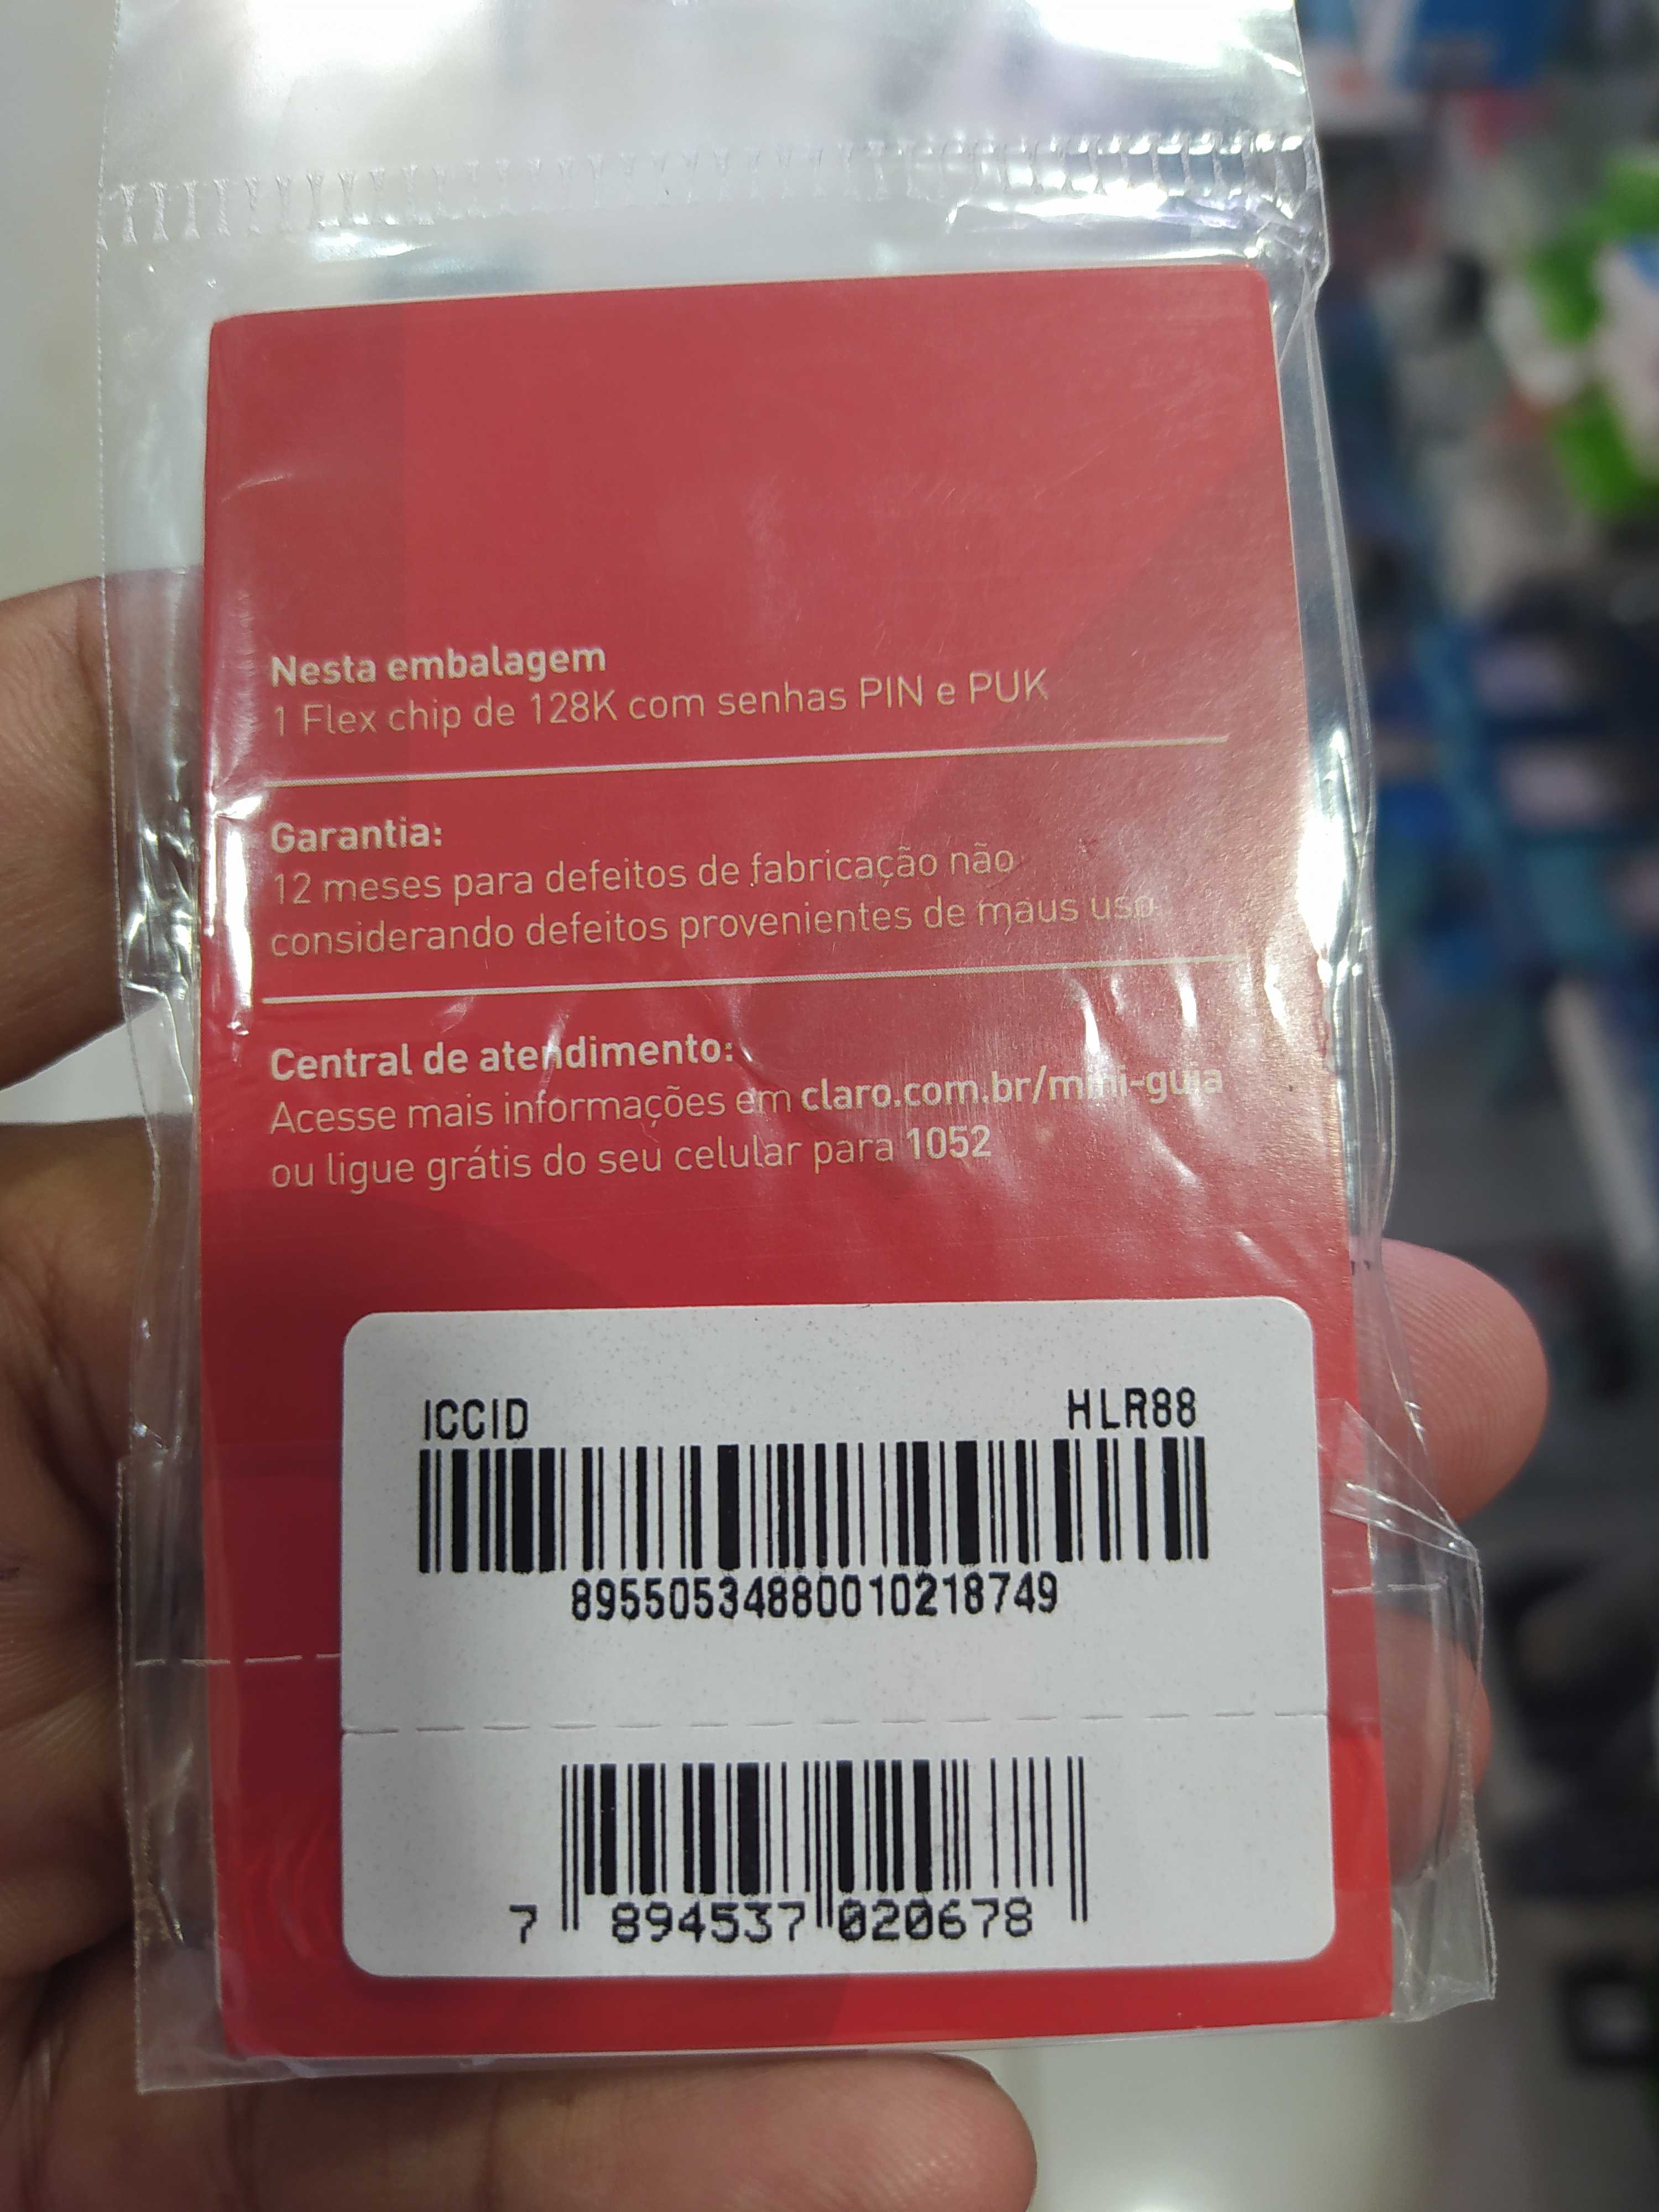 Nesta embalagem
1 Flex chip de 128K com senhas PIN e PUK
Garantia:
12 meses para defeitos de fabricação não
considerando defeitos provenientes de maus uso.
Central de atendimento:
Acesse mais informações em claro.com.br/mini-guia
ou ligue grátis do seu celular para 1052
ICCID HLR88
89550534880010218749
7 894537 020678